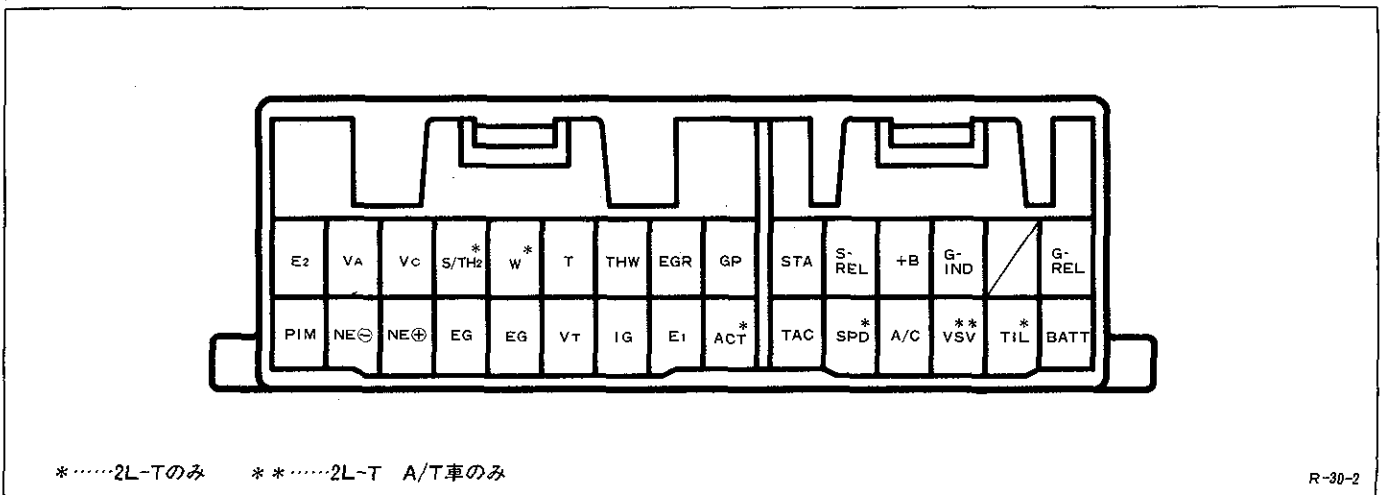 E2 VA VC S/TH2* W* T THW EGR GP STA S-REL +B G-IND G-REL
PIM NE⊖ NE⊕ EG EG VT IG E1 ACT* TAC SPD* A/C VSV** TIL* BATT
*……2L-Tのみ **……2L-T A/T車のみ
R-30-2